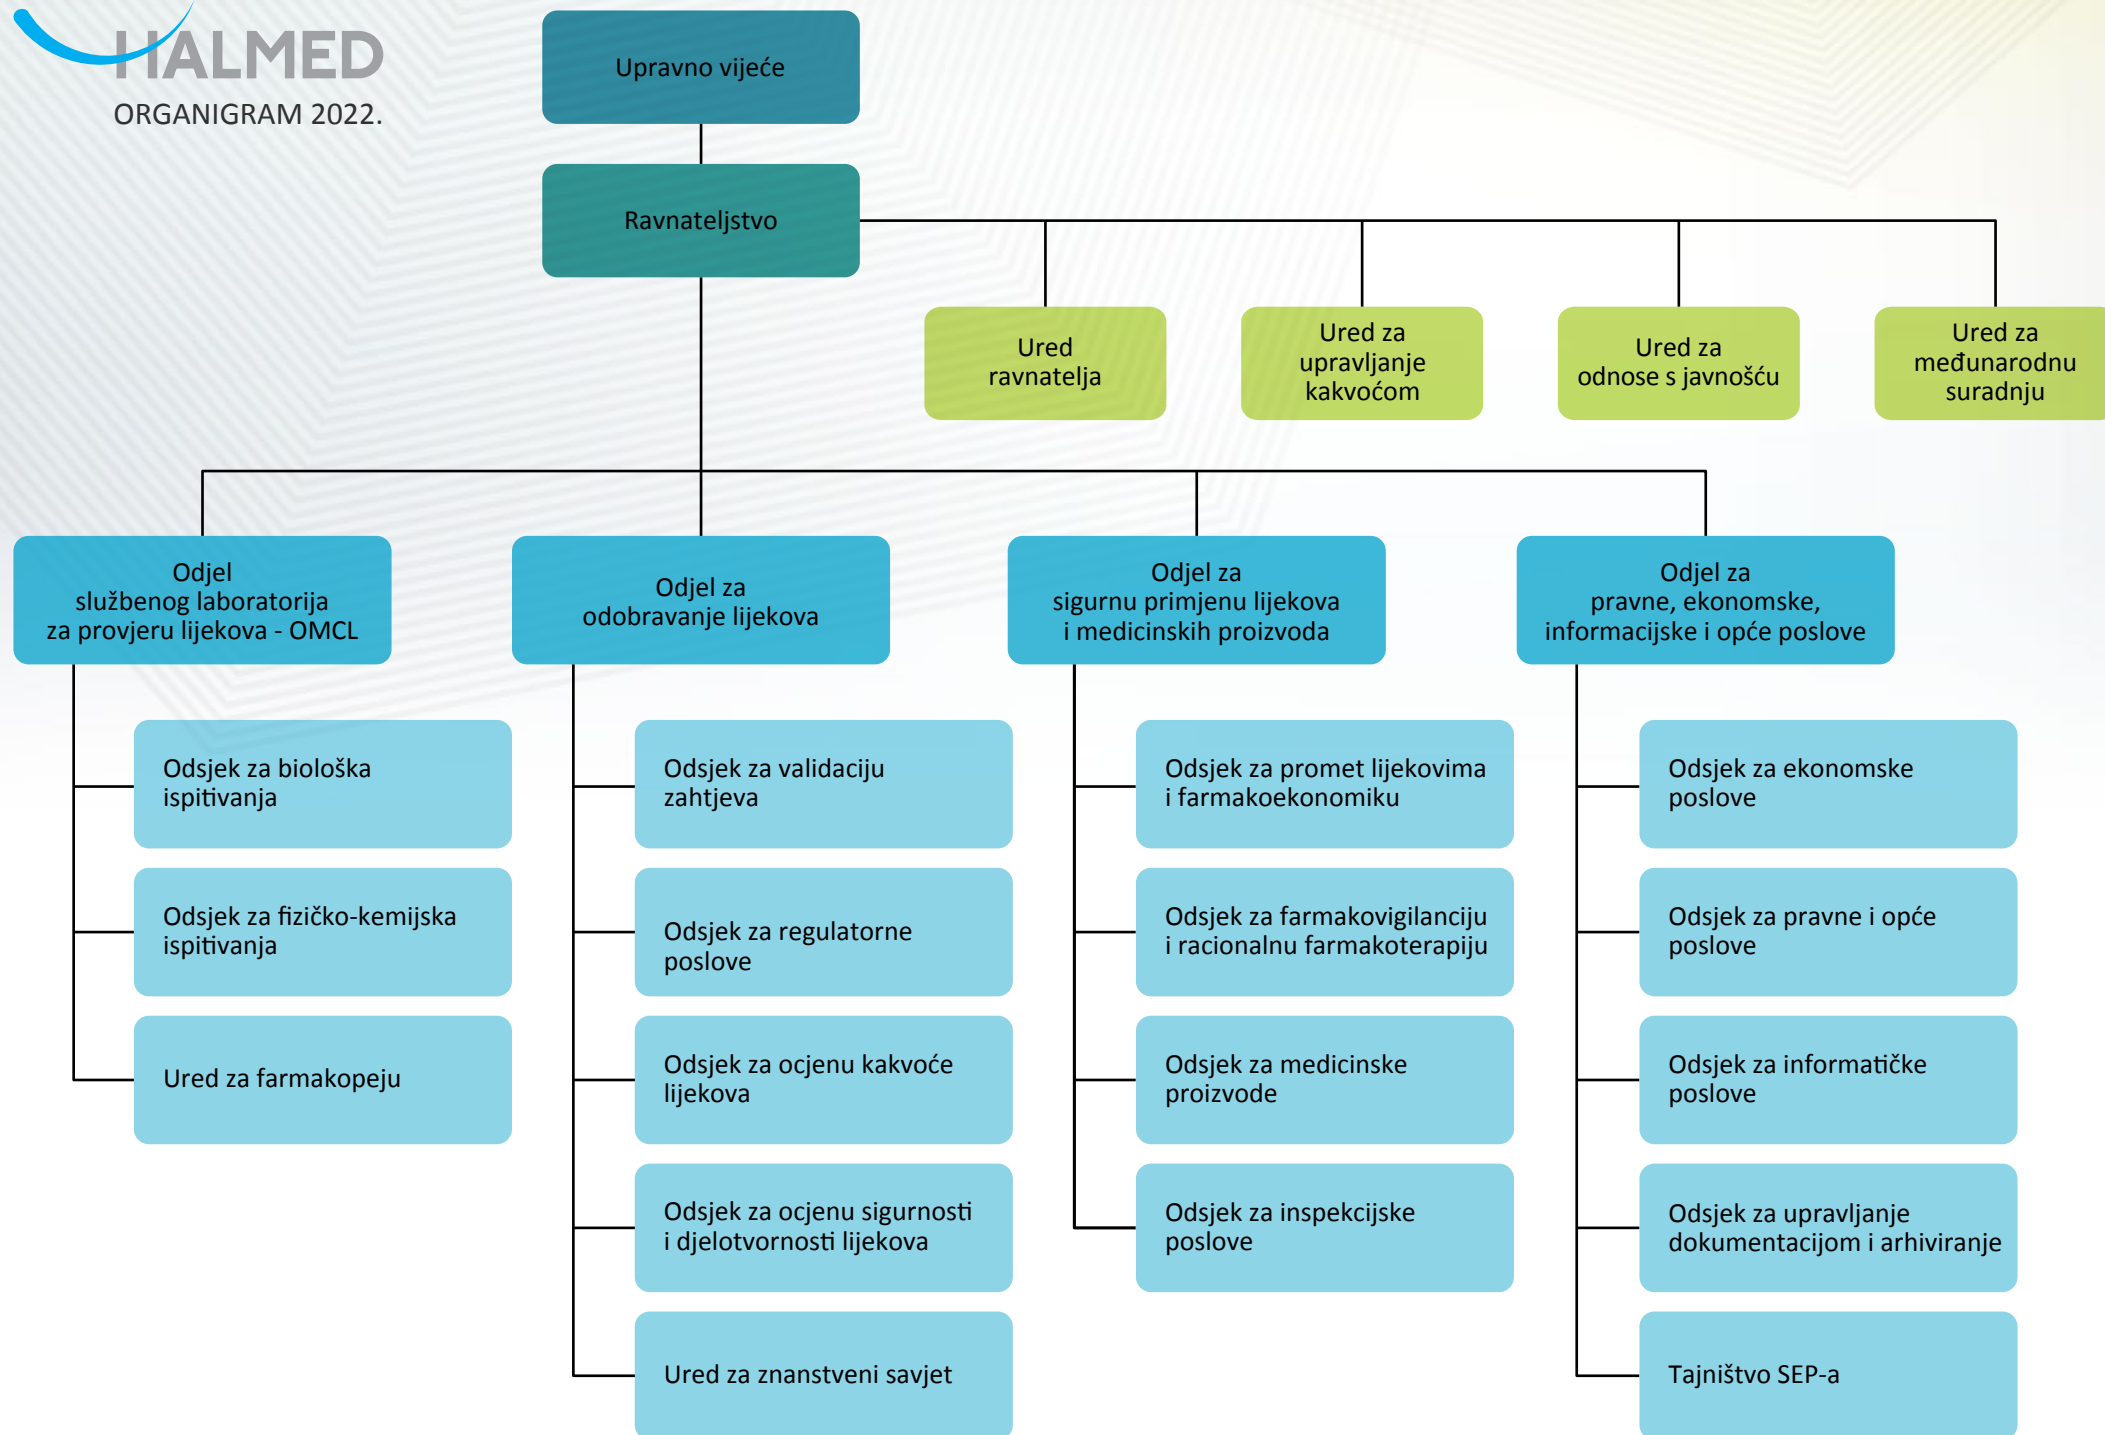 HALMED
ORGANIGRAM 2022.
Upravno vijeće
Ravnateljstvo
Ured
ravnatelja
Ured za
upravljanje
kakvoćom
Ured za
odnose s javnošću
Ured za
međunarodnu
suradnju
Odjel
službenog laboratorija
za provjeru lijekova - OMCL
Odjel za
odobravanje lijekova
Odjel za
sigurnu primjenu lijekova
i medicinskih proizvoda
Odjel za
pravne, ekonomske,
informacijske i opće poslove
Odsjek za biološka
ispitivanja
Odsjek za fizičko-kemijska
ispitivanja
Ured za farmakopeju
Odsjek za validaciju
zahtjeva
Odsjek za regulatorne
poslove
Odsjek za ocjenu kakvoće
lijekova
Odsjek za ocjenu sigurnosti
i djelotvornosti lijekova
Ured za znanstveni savjet
Odsjek za promet lijekovima
i farmakoekonomiku
Odsjek za farmakovigilanciju
i racionalnu farmakoterapiju
Odsjek za medicinske
proizvode
Odsjek za inspekcijske
poslove
Odsjek za ekonomske
poslove
Odsjek za pravne i opće
poslove
Odsjek za informatičke
poslove
Odsjek za upravljanje
dokumentacijom i arhiviranje
Tajništvo SEP-a